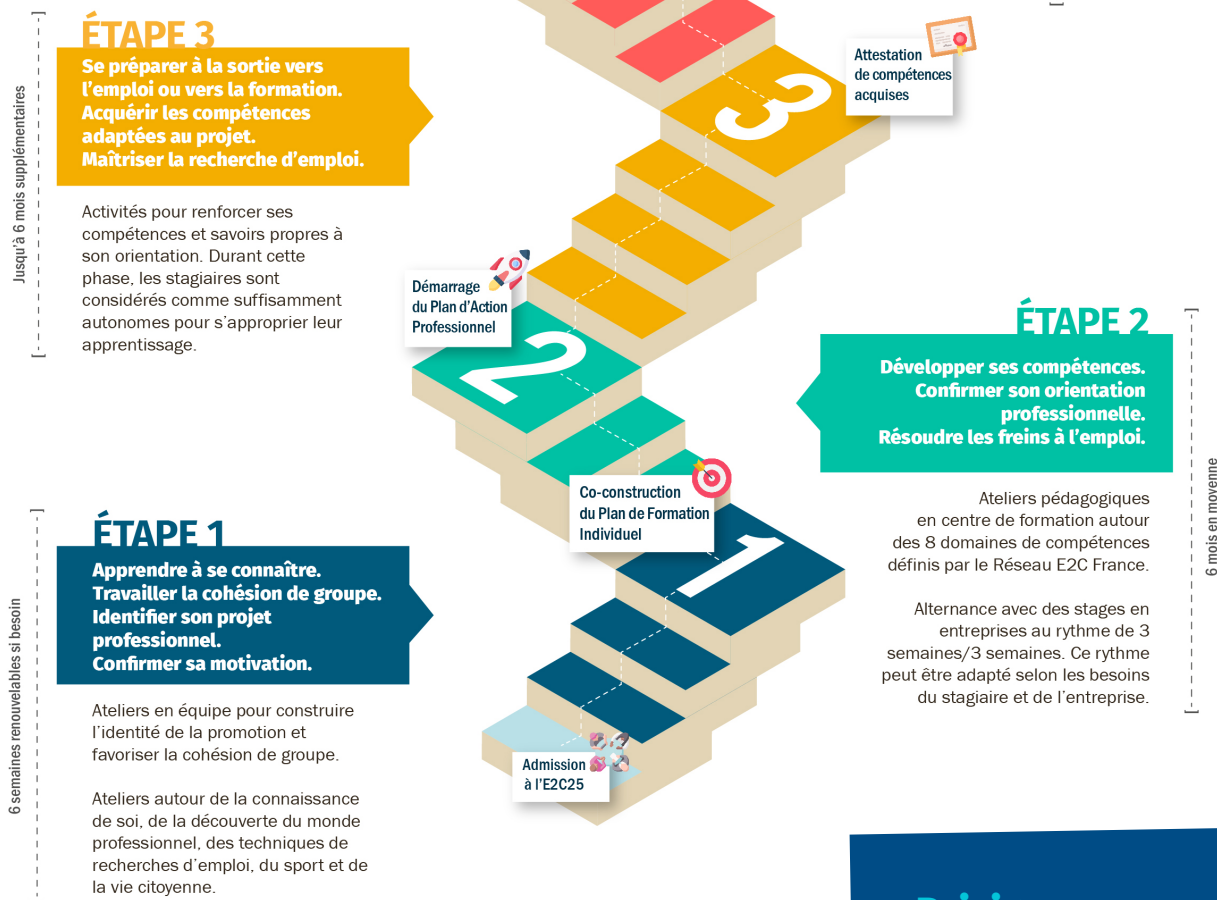 ÉTAPE 3
Se préparer à la sortie vers
l'emploi ou vers la formation.
Acquérir les compétences
adaptées au projet.
Maîtriser la recherche d'emploi.
Jusqu'à 6 mois supplémentaires
Activités pour renforcer ses
compétences et savoirs propres à
son orientation. Durant cette
phase, les stagiaires sont
considérés comme suffisamment
autonomes pour s'approprier leur
apprentissage.
Attestation
de compétences
acquises
3
Démarrage
du Plan d'Action
Professionnel
2
ÉTAPE 2
Développer ses compétences.
Confirmer son orientation
professionnelle.
Résoudre les freins à l'emploi.
6 mois en moyenne
Ateliers pédagogiques
en centre de formation autour
des 8 domaines de compétences
définis par le Réseau E2C France.
Alternance avec des stages en
entreprises au rythme de 3
semaines/3 semaines. Ce rythme
peut être adapté selon les besoins
du stagiaire et de l'entreprise.
Co-construction
du Plan de Formation
Individuel
1
ÉTAPE 1
Apprendre à se connaître.
Travailler la cohésion de groupe.
Identifier son projet
professionnel.
Confirmer sa motivation.
6 semaines renouvelables si besoin
Ateliers en équipe pour construire
l'identité de la promotion et
favoriser la cohésion de groupe.
Ateliers autour de la connaissance
de soi, de la découverte du monde
professionnel, des techniques de
recherches d'emploi, du sport et de
la vie citoyenne.
Admission
à l'E2C25